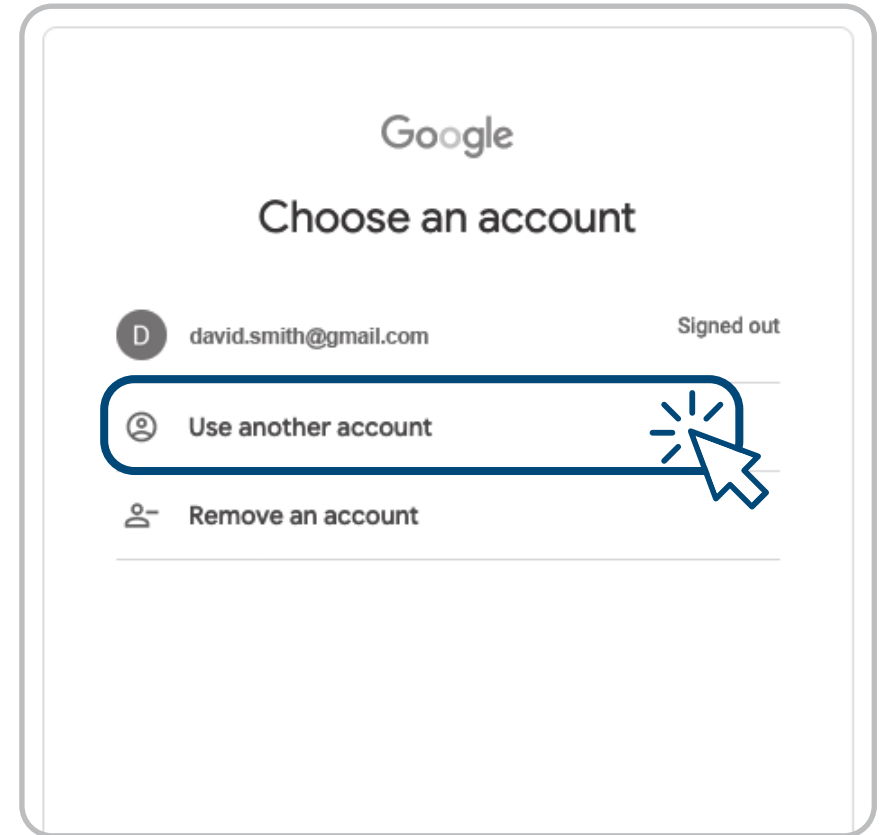 Google
Choose an account
D david.smith@gmail.com Signed out
Use another account
Remove an account